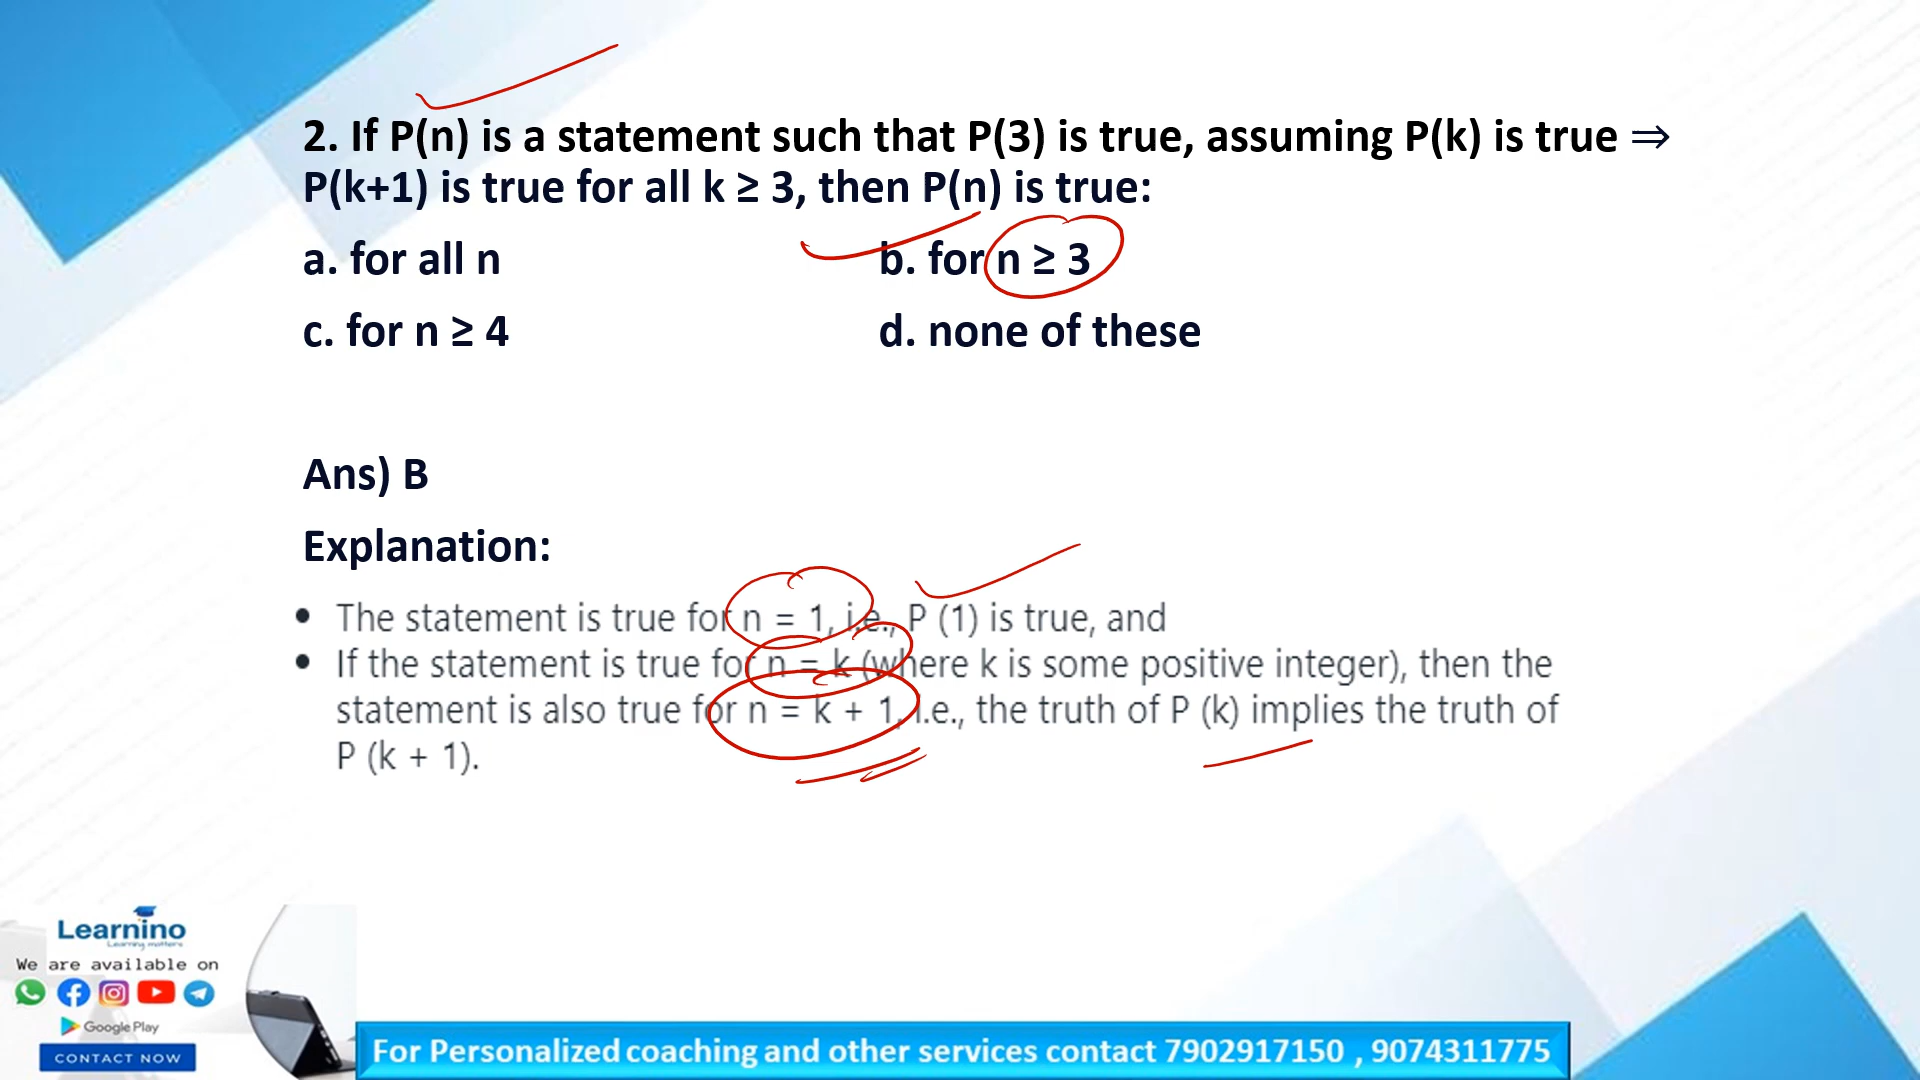 2. If P(n) is a statement such that P(3) is true, assuming P(k) is true ⇒
P(k+1) is true for all k ≥ 3, then P(n) is true:
a. for all n b. for n ≥ 3
c. for n ≥ 4 d. none of these
Ans) B
Explanation:
• The statement is true for n = 1, i.e., P (1) is true, and
• If the statement is true for n = k (where k is some positive integer), then the
statement is also true for n = k + 1, i.e., the truth of P (k) implies the truth of
P (k + 1).
Learnino
Learning matters
We are available on
Google Play
CONTACT NOW
For Personalized coaching and other services contact 7902917150 , 9074311775